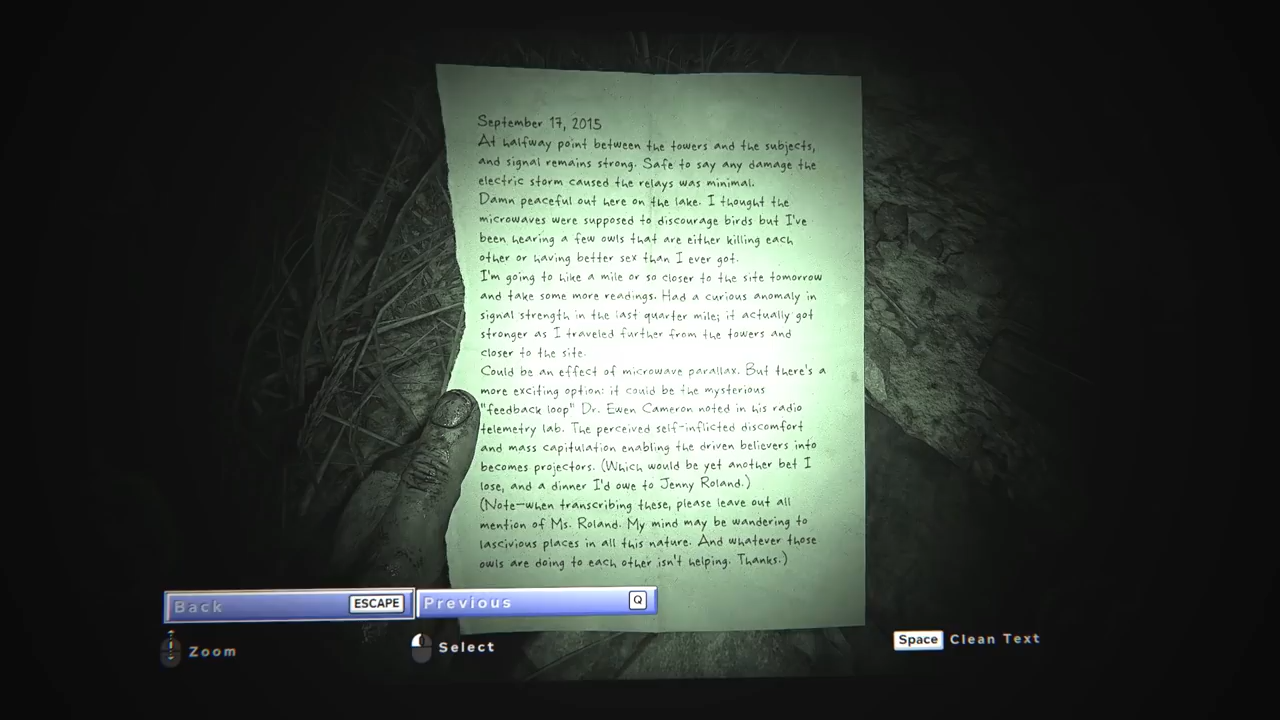 September 17, 2015
At halfway point between the towers and the subjects,
and signal remains strong. Safe to say any damage the
electric storm caused the relays was minimal.
Damn peaceful out here on the lake. I thought the
microwaves were supposed to discourage birds but I've
been hearing a few owls that are either killing each
other or having better sex than I ever got.
I'm going to hike a mile or so closer to the site tomorrow
and take some more readings. Had a curious anomaly in
signal strength in the last quarter mile; it actually got
stronger as I traveled further from the towers and
closer to the site.
Could be an effect of microwave parallax. But there's a
more exciting option: it could be the mysterious
"feedback loop" Dr. Ewen Cameron noted in his radio
telemetry lab. The perceived self-inflicted discomfort
and mass capitulation enabling the driven believers into
becomes projectors. (Which would be yet another bet I
lose, and a dinner I'd owe to Jenny Roland.)
(Note—when transcribing these, please leave out all
mention of Ms. Roland. My mind may be wandering to
lascivious places in all this nature. And whatever those
owls are doing to each other isn't helping. Thanks.)
Back ESCAPE Previous Q
Zoom Select Space Clean Text